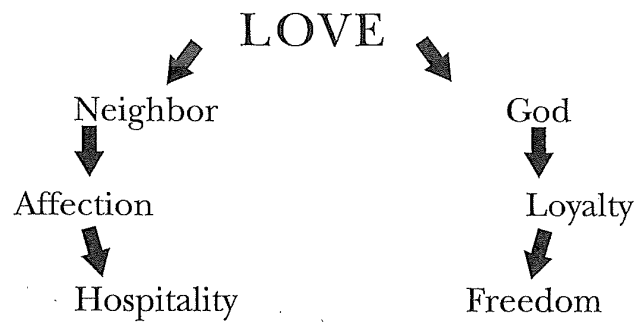 LOVE
Neighbor God
Affection Loyalty
Hospitality Freedom